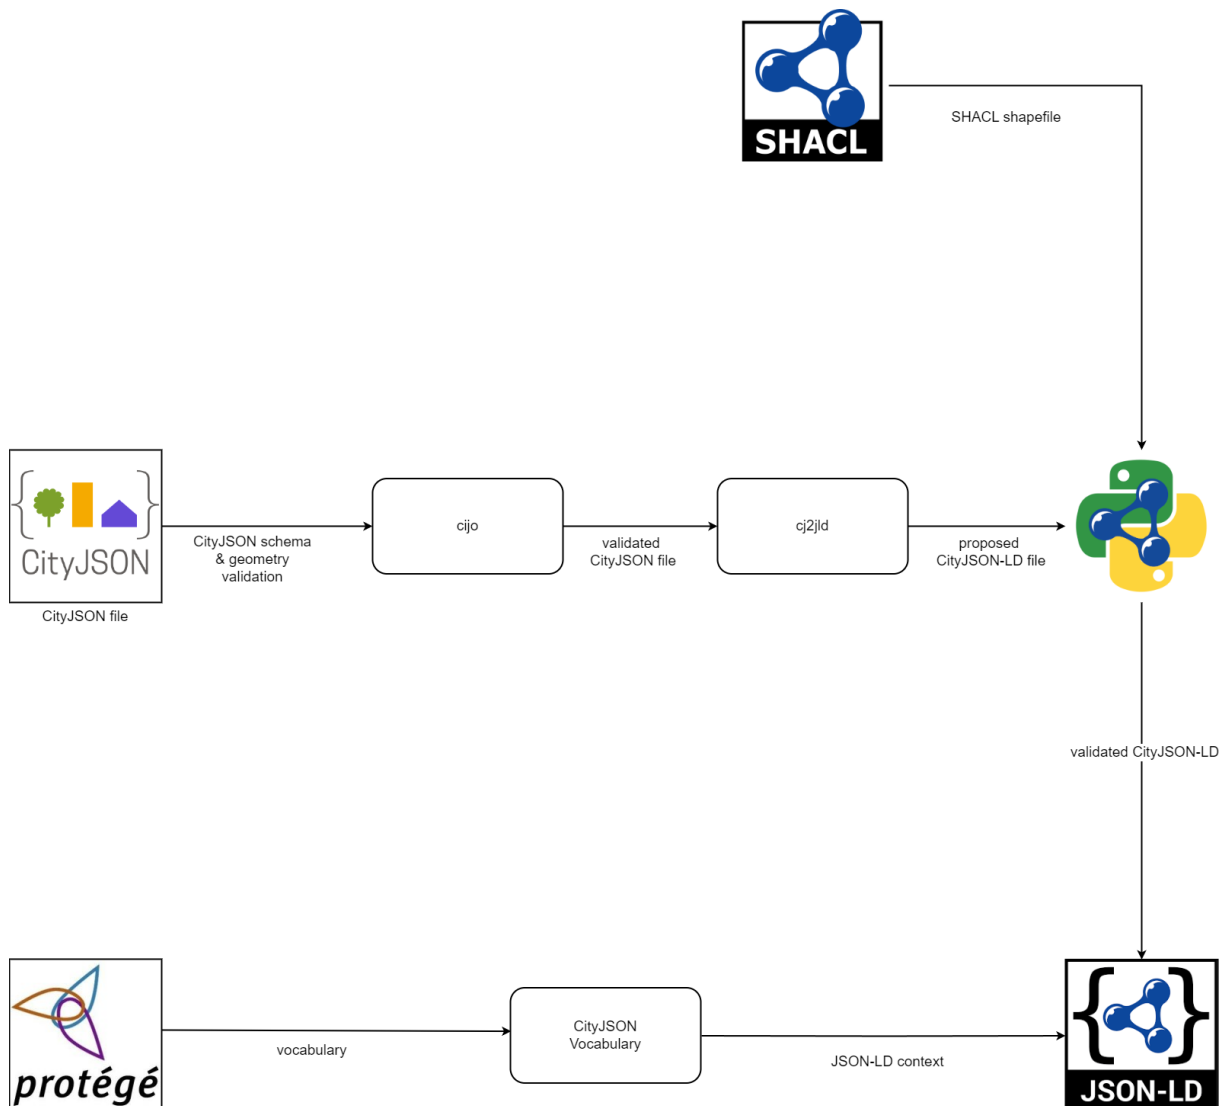 SHACL
SHACL shapefile
CityJSON
CityJSON file
CityJSON schema
& geometry
validation
cijo
validated
CityJSON file
cj2jld
proposed
CityJSON-LD file
validated CityJSON-LD
protégé
vocabulary
CityJSON
Vocabulary
JSON-LD context
{ }
JSON-LD